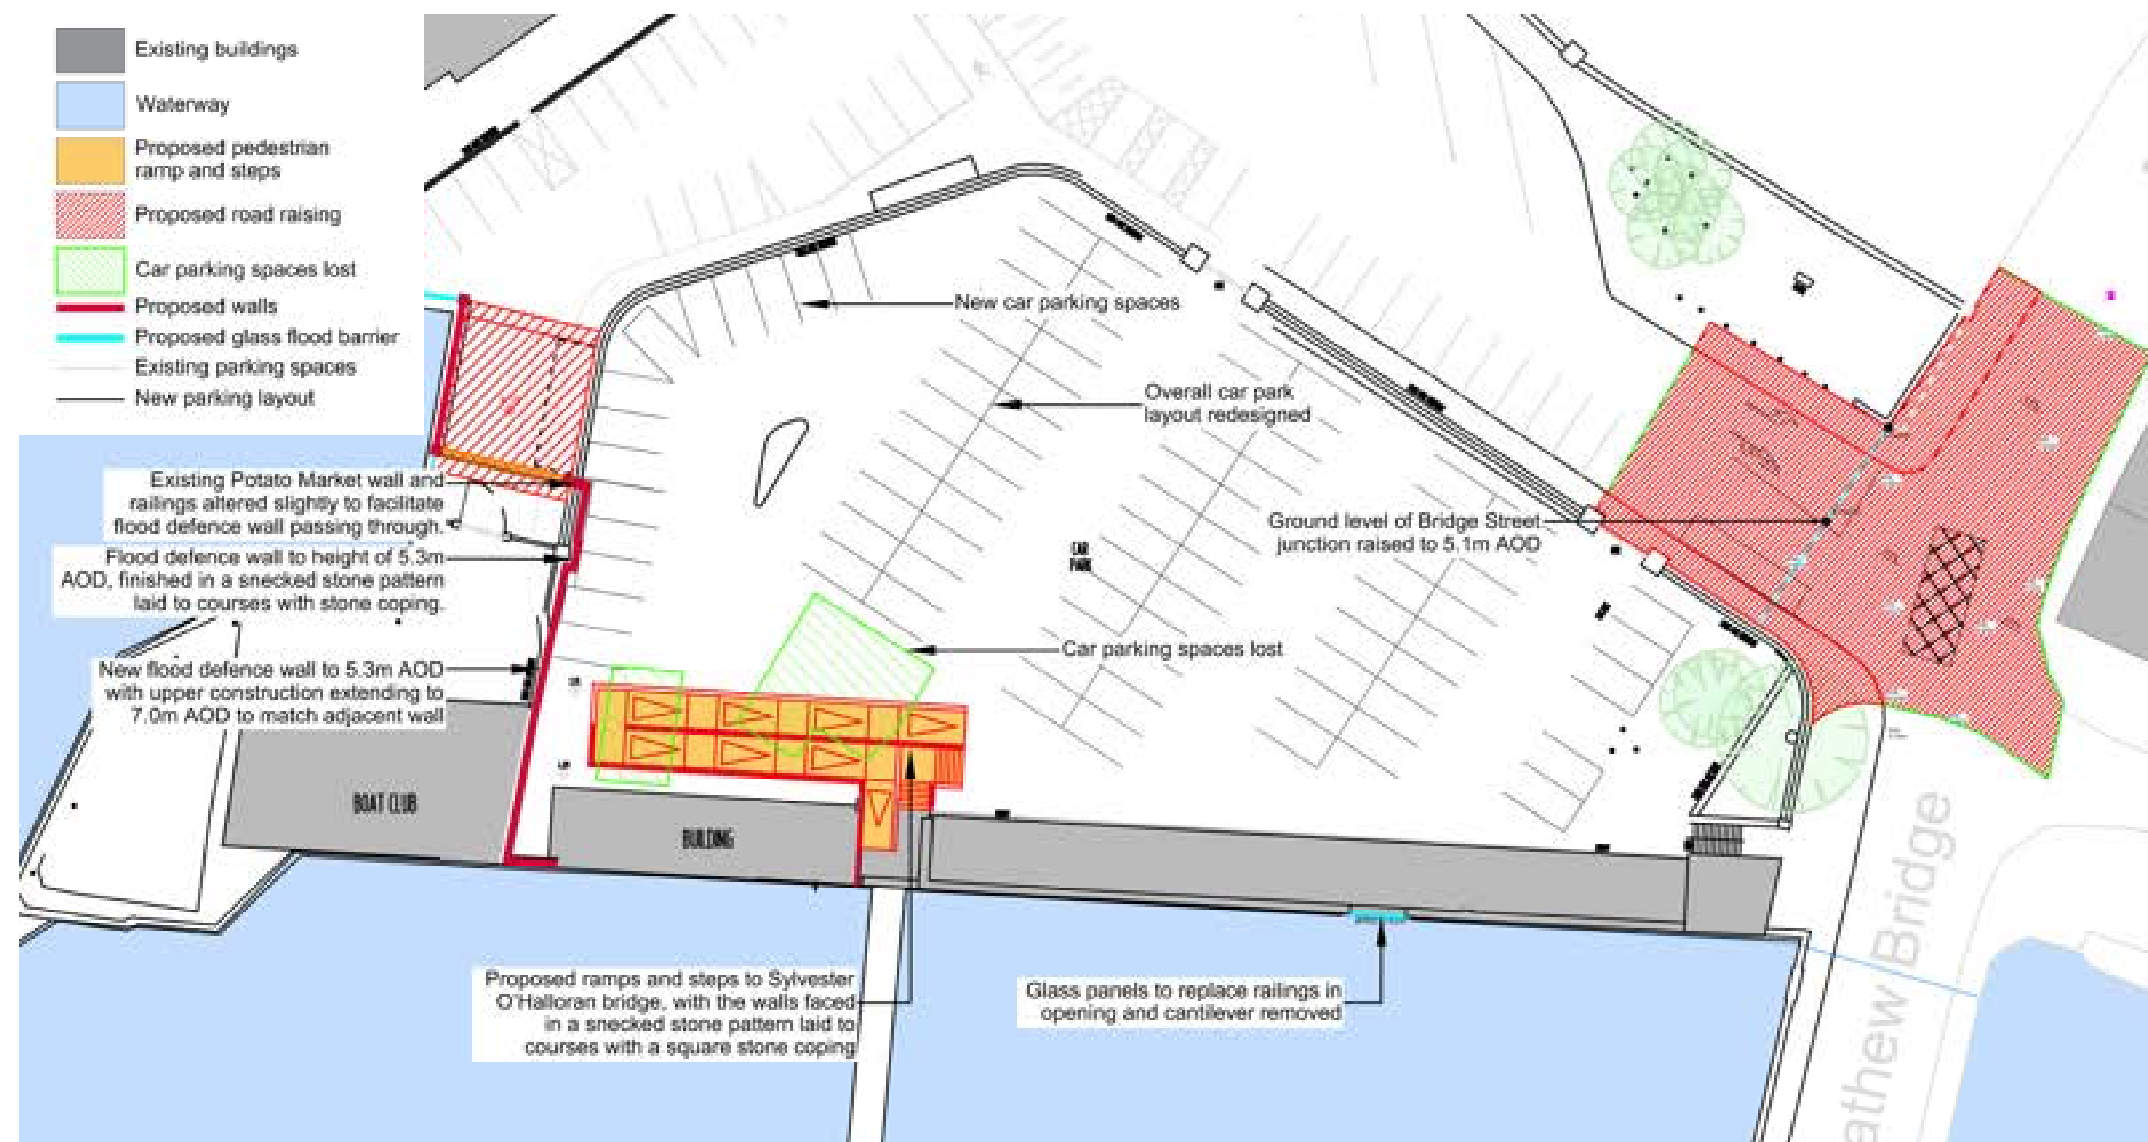 Existing buildings
Waterway
Proposed pedestrian
ramp and steps
Proposed road raising
Car parking spaces lost
Proposed walls
Proposed glass flood barrier
Existing parking spaces
New parking layout
New car parking spaces
Overall car park
layout redesigned
Existing Potato Market wall and
railings altered slightly to facilitate
flood defence wall passing through.
Ground level of Bridge Street
junction raised to 5.1m AOD
CAR
PARK
Flood defence wall to height of 5.3m
AOD, finished in a snecked stone pattern
laid to courses with stone coping.
Car parking spaces lost
New flood defence wall to 5.3m AOD
with upper construction extending to
7.0m AOD to match adjacent wall
BOAT CLUB
BUILDING
Proposed ramps and steps to Sylvester
O'Halloran bridge, with the walls faced
in a snecked stone pattern laid to
courses with a square stone coping
Glass panels to replace railings in
opening and cantilever removed
athew Bridge